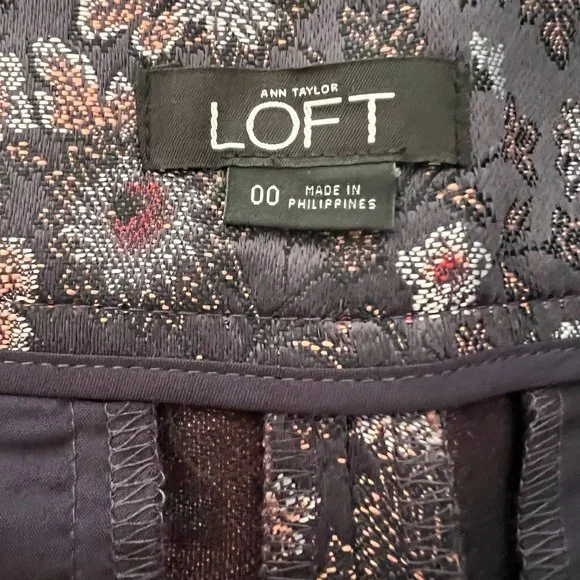 ANN TAYLOR
LOFT
00 MADE IN
PHILIPPINES